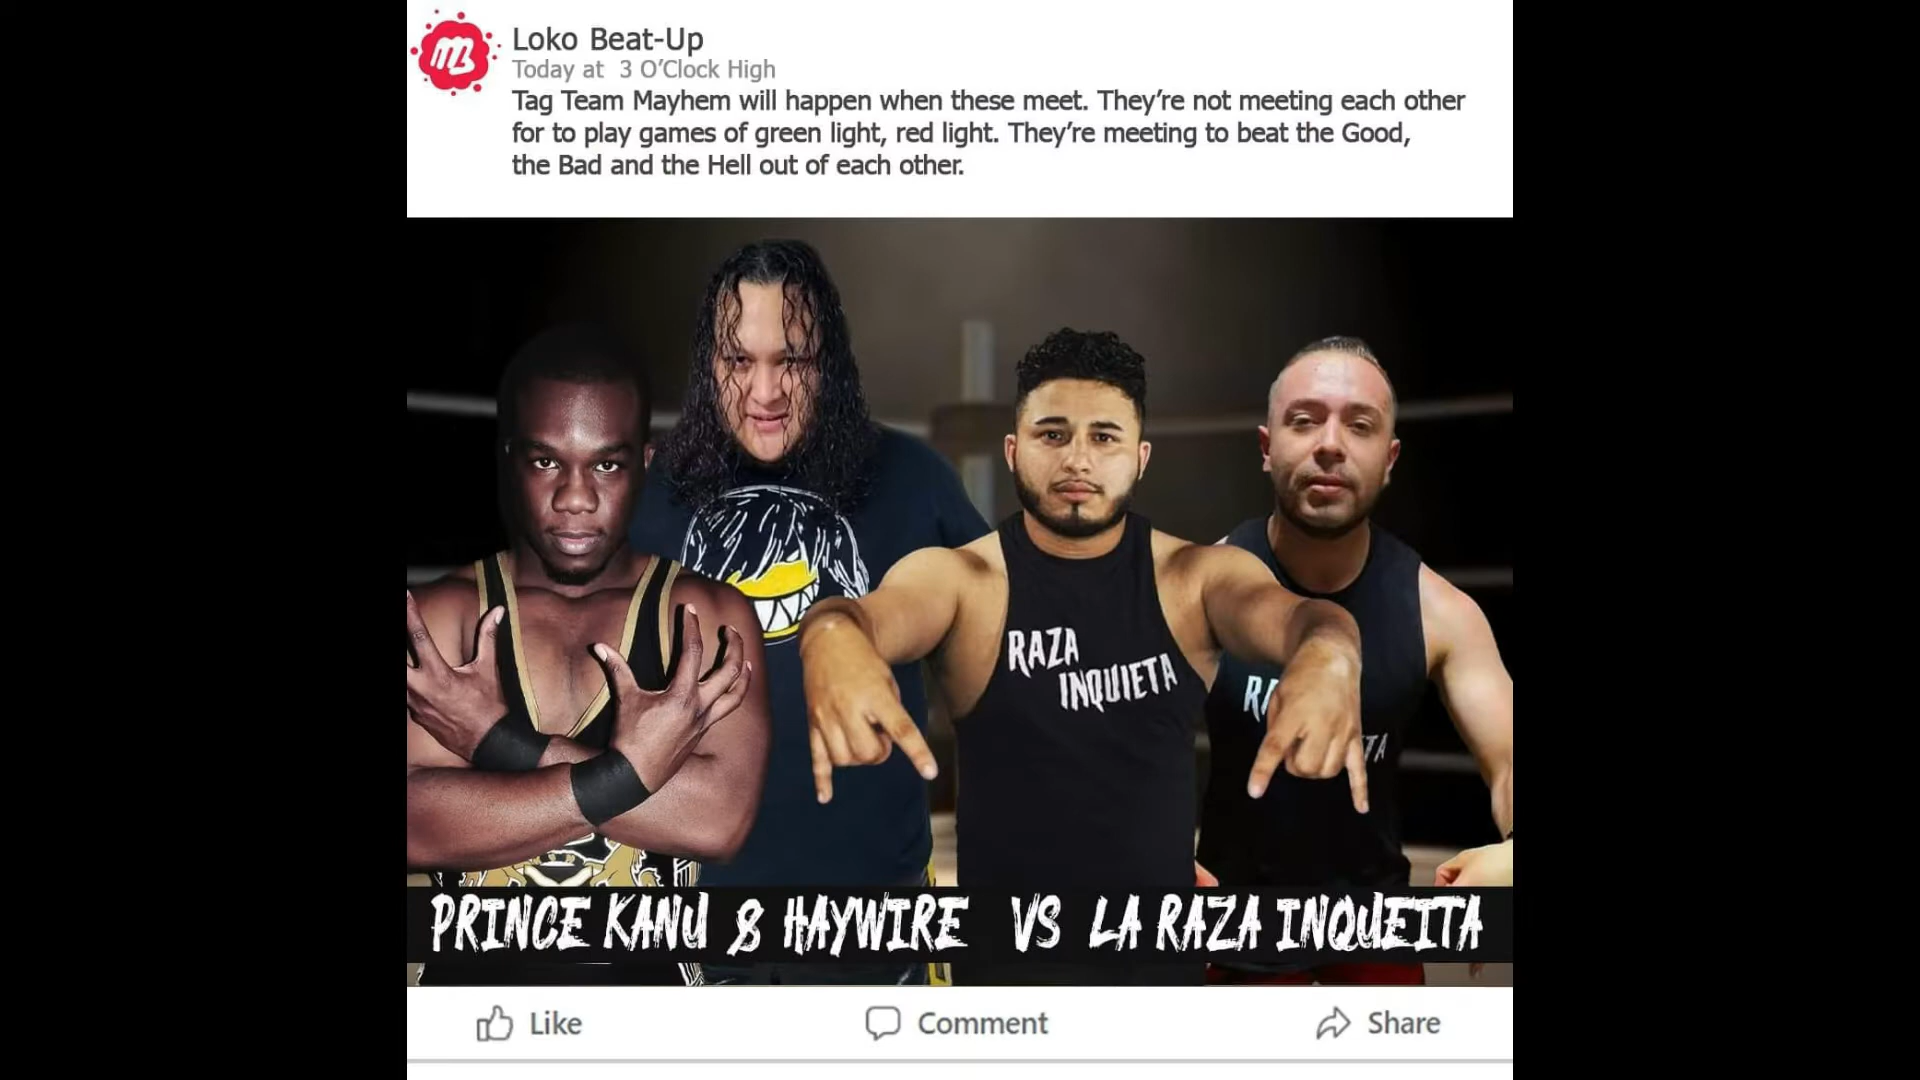 Loko Beat-Up
Today at 3 O’Clock High
Tag Team Mayhem will happen when these meet. They’re not meeting each other
for to play games of green light, red light. They’re meeting to beat the Good,
the Bad and the Hell out of each other.
RAZA
INQUIETA
PRINCE KANU & HAYWIRE VS LA RAZA INQUEITA
Like
Comment
Share